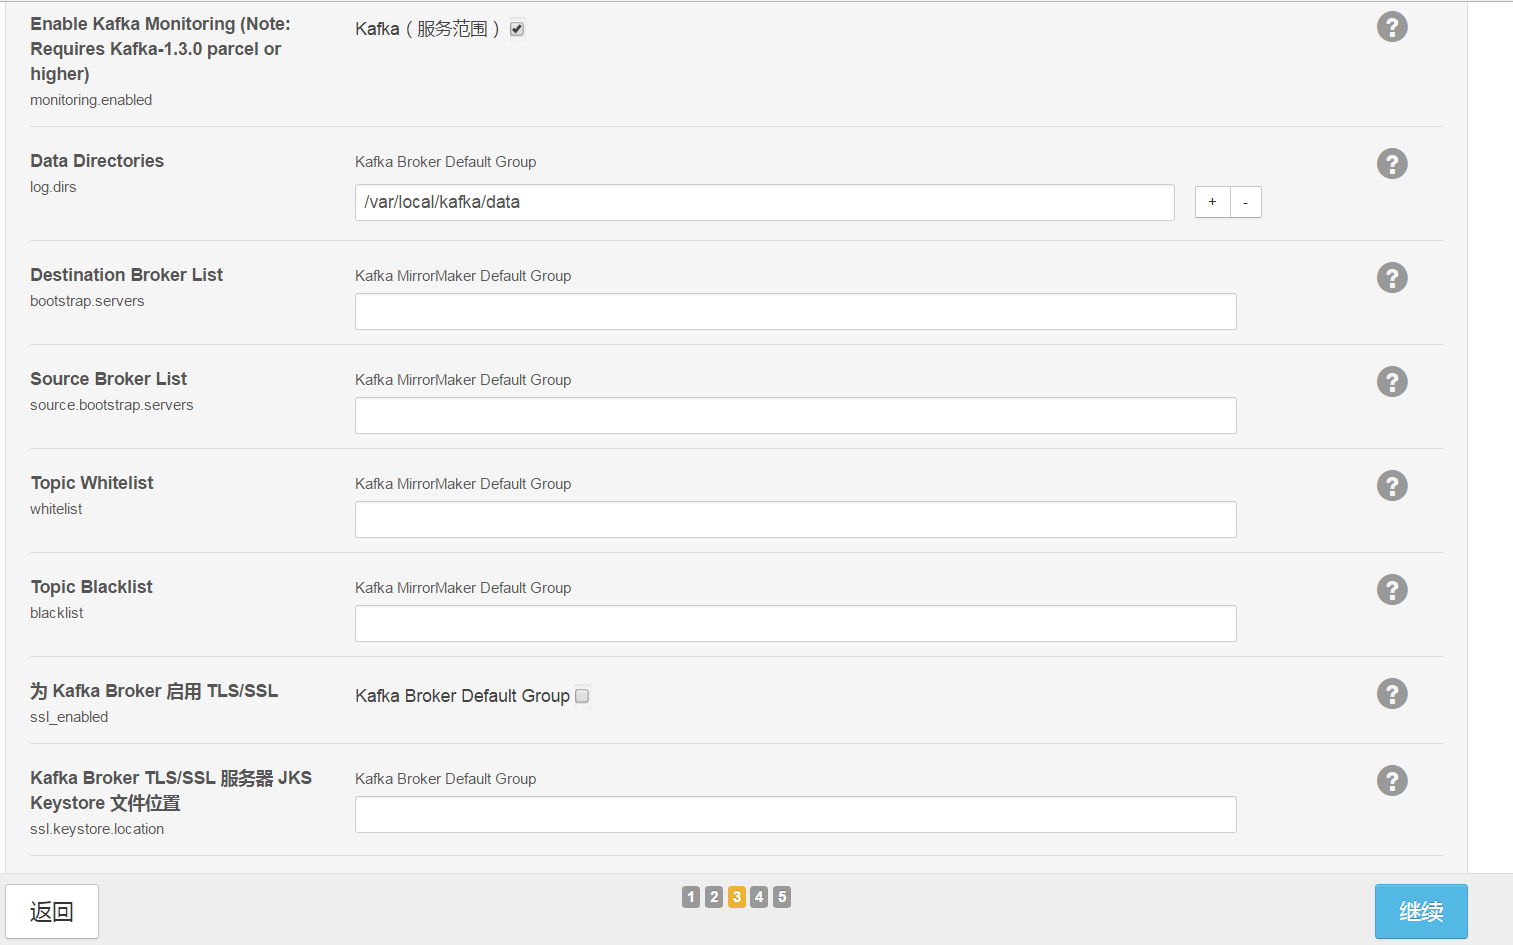 Enable Kafka Monitoring (Note:
Requires Kafka-1.3.0 parcel or
higher)
monitoring.enabled
Kafka（服务范围）
?
Data Directories
log.dirs
Kafka Broker Default Group
/var/local/kafka/data
+ -
?
Destination Broker List
bootstrap.servers
Kafka MirrorMaker Default Group
?
Source Broker List
source.bootstrap.servers
Kafka MirrorMaker Default Group
?
Topic Whitelist
whitelist
Kafka MirrorMaker Default Group
?
Topic Blacklist
blacklist
Kafka MirrorMaker Default Group
?
为 Kafka Broker 启用 TLS/SSL
ssl_enabled
Kafka Broker Default Group
?
Kafka Broker TLS/SSL 服务器 JKS
Keystore 文件位置
ssl.keystore.location
Kafka Broker Default Group
?
返回
1 2 3 4 5
继续